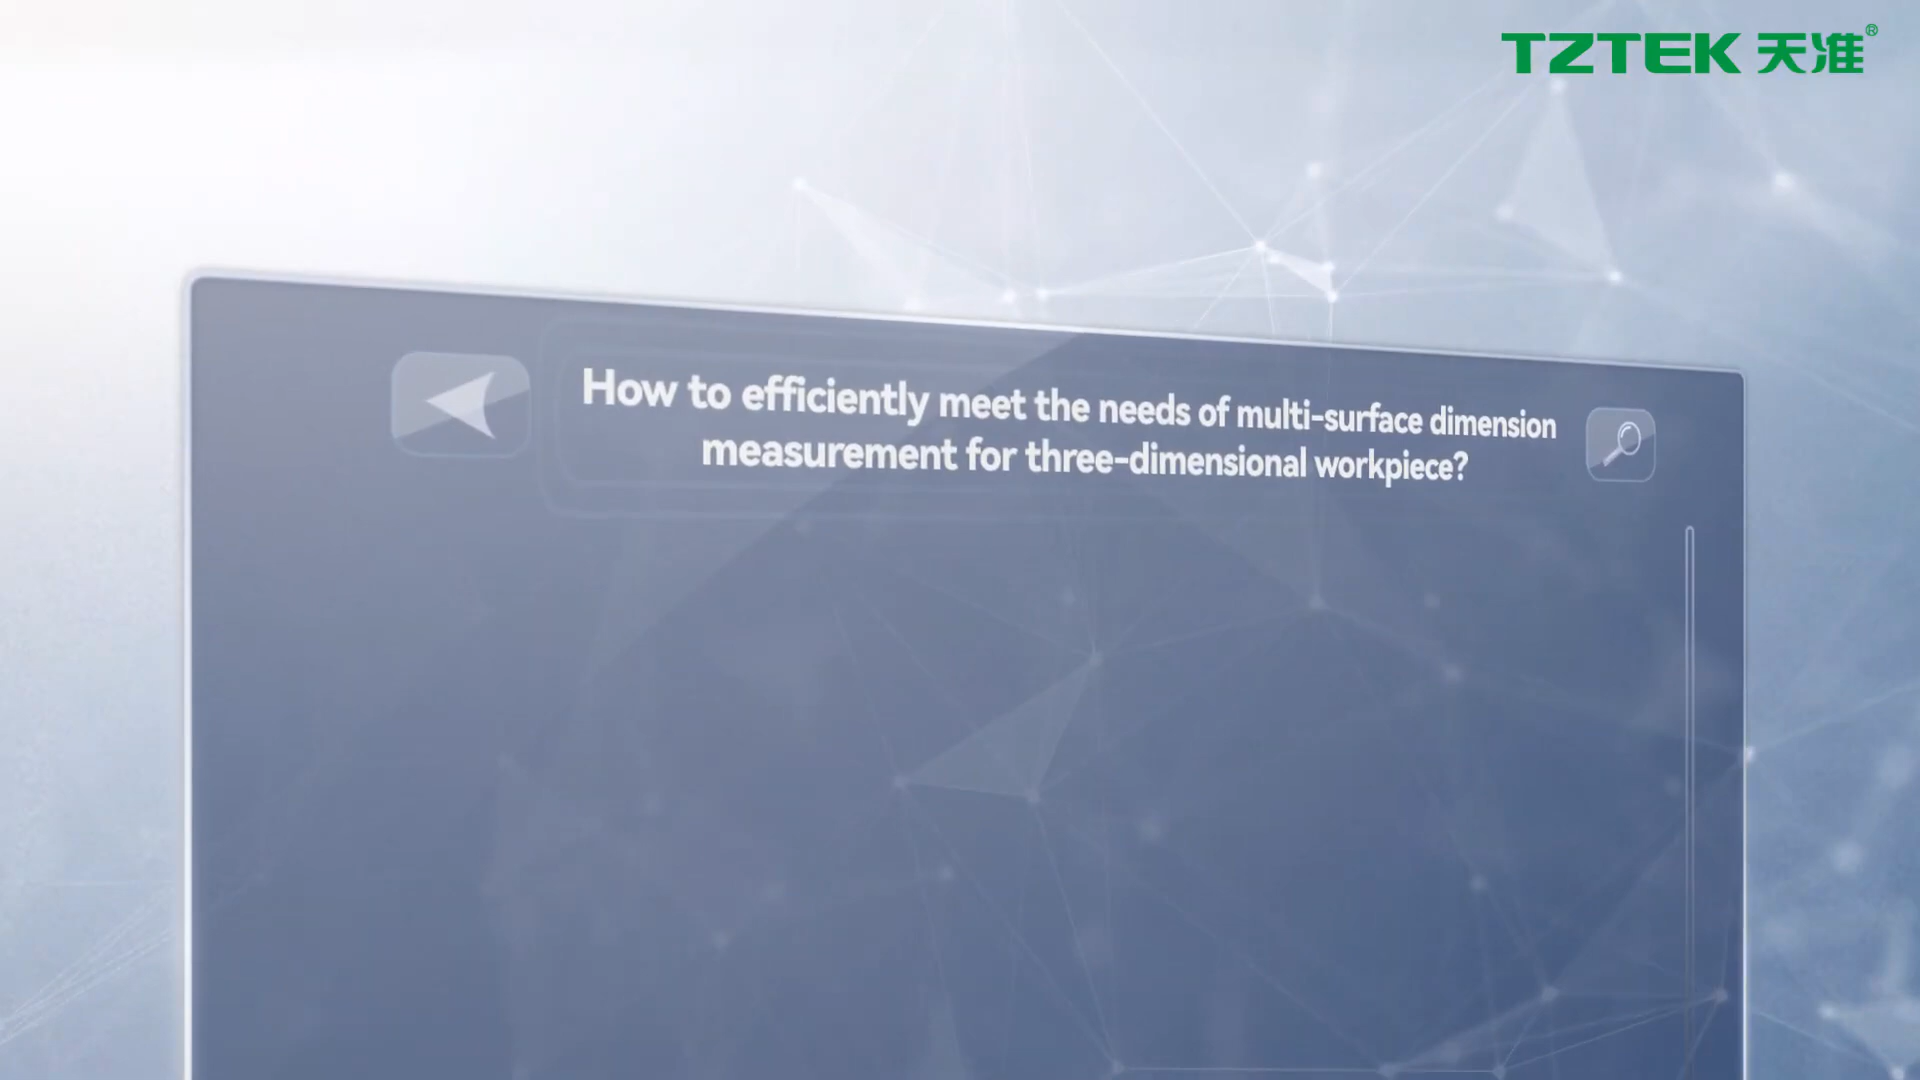 TZTEK 天准®
How to efficiently meet the needs of multi-surface dimension
measurement for three-dimensional workpiece?